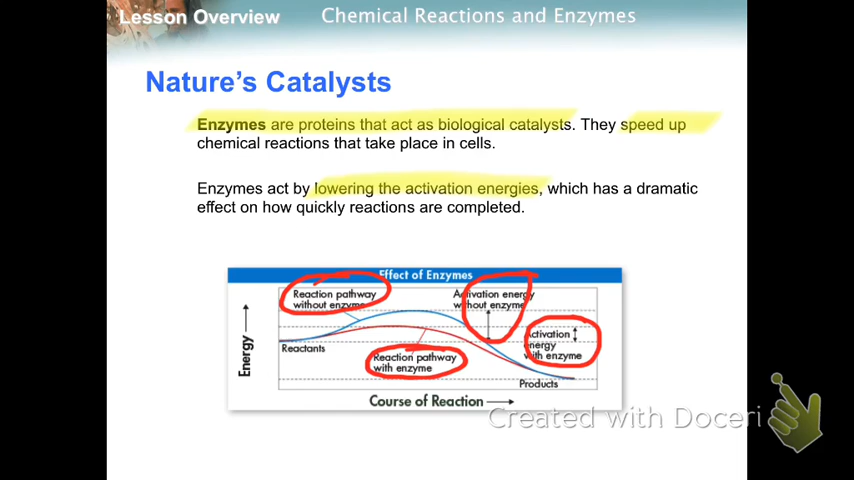 Lesson Overview Chemical Reactions and Enzymes
Nature's Catalysts
Enzymes are proteins that act as biological catalysts. They speed up
chemical reactions that take place in cells.
Enzymes act by lowering the activation energies, which has a dramatic
effect on how quickly reactions are completed.
Effect of Enzymes
Reaction pathway
without enzyme
Activation energy
without enzyme
Activation
energy
with enzyme
Energy
Reactants
Reaction pathway
with enzyme
Products
Course of Reaction
Created with Doceri